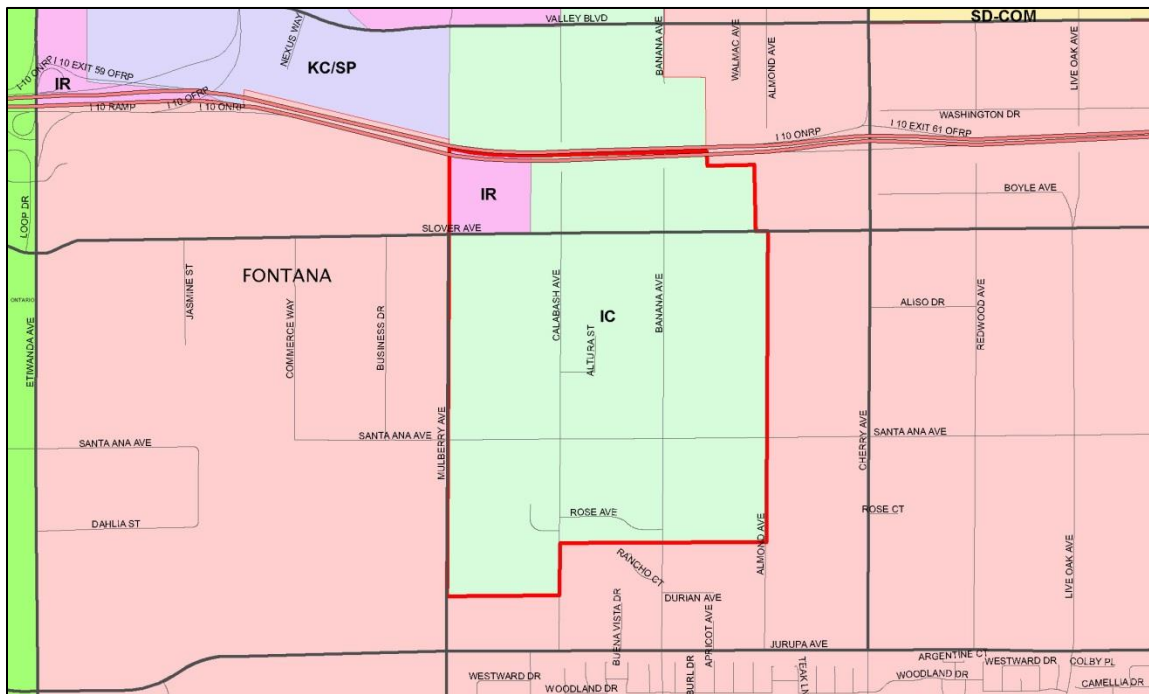 VALLEY BLVD
SD-COM
NEXUS WAY
BANANA AVE
WALMAC AVE
ALMOND AVE
LIVE OAK AVE
I 10 ONRP
I 10 EXIT 59 OFRP
KC/SP
IR
I 10 RAMP
I 10 OFRP
I 10 ONRP
WASHINGTON DR
I 10 ONRP
I 10 EXIT 61 OFRP
LOOP DR
IR
BOYLE AVE
SLOVER AVE
FONTANA
JASMINE ST
COMMERCE WAY
BUSINESS DR
CALABASH AVE
ALTURA ST
BANANA AVE
IC
ALISO DR
REDWOOD AVE
ONTARIO
ETIWANDA AVE
SANTA ANA AVE
SANTA ANA AVE
MULBERRY AVE
CHERRY AVE
SANTA ANA AVE
DAHLIA ST
ROSE AVE
ROSE CT
ALMOND AVE
LIVE OAK AVE
RANCHO CT
DURIAN AVE
BUENA VISTA DR
APRICOT AVE
JURUPA AVE
BURL DR
TEAK LN
ARGENTINE CT
WESTWARD DR
WESTWARD DR
COLBY PL
WOODLAND DR
WOODLAND DR
CAMELLIA DR